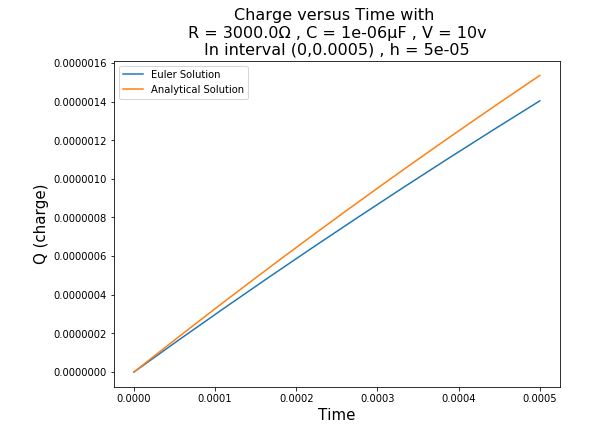 Charge versus Time with
R = 3000.0Ω , C = 1e-06μF , V = 10v
In interval (0,0.0005) , h = 5e-05
Euler Solution
Analytical Solution
0.0000016
0.0000014
0.0000012
0.0000010
0.0000008
0.0000006
0.0000004
0.0000002
0.0000000
Q (charge)
0.0000
0.0001
0.0002
0.0003
0.0004
0.0005
Time